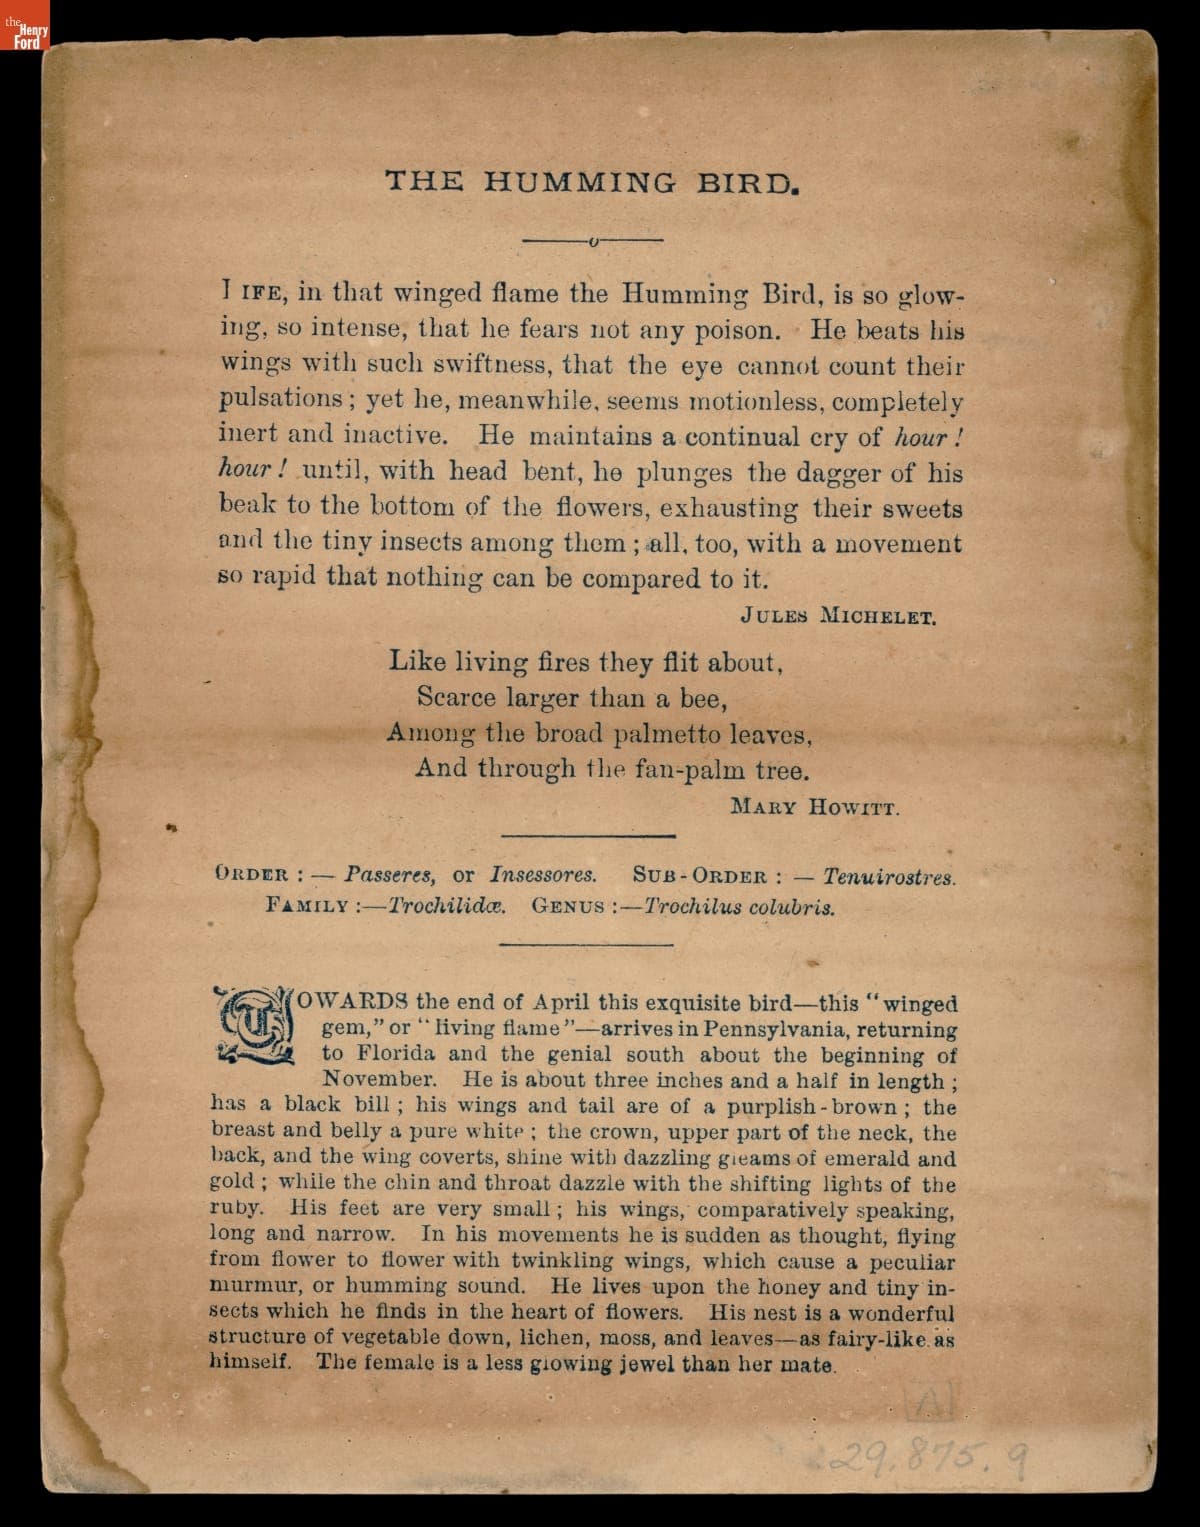 the
Henry
Ford
THE HUMMING BIRD.
LIFE, in that winged flame the Humming Bird, is so glow-
ing, so intense, that he fears not any poison. He beats his
wings with such swiftness, that the eye cannot count their
pulsations; yet he, meanwhile, seems motionless, completely
inert and inactive. He maintains a continual cry of hour!
hour! until, with head bent, he plunges the dagger of his
beak to the bottom of the flowers, exhausting their sweets
and the tiny insects among them; all, too, with a movement
so rapid that nothing can be compared to it.
JULES MICHELET.
Like living fires they flit about,
Scarce larger than a bee,
Among the broad palmetto leaves,
And through the fan-palm tree.
MARY HOWITT.
ORDER:—Passeres, or Insessores. SUB-ORDER:—Tenuirostres.
FAMILY:—Trochilidæ. GENUS:—Trochilus colubris.
TOWARDS the end of April this exquisite bird—this "winged
gem," or "living flame"—arrives in Pennsylvania, returning
to Florida and the genial south about the beginning of
November. He is about three inches and a half in length;
has a black bill; his wings and tail are of a purplish-brown; the
breast and belly a pure white; the crown, upper part of the neck, the
back, and the wing coverts, shine with dazzling gleams of emerald and
gold; while the chin and throat dazzle with the shifting lights of the
ruby. His feet are very small; his wings, comparatively speaking,
long and narrow. In his movements he is sudden as thought, flying
from flower to flower with twinkling wings, which cause a peculiar
murmur, or humming sound. He lives upon the honey and tiny in-
sects which he finds in the heart of flowers. His nest is a wonderful
structure of vegetable down, lichen, moss, and leaves—as fairy-like as
himself. The female is a less glowing jewel than her mate.
A
29.875.9